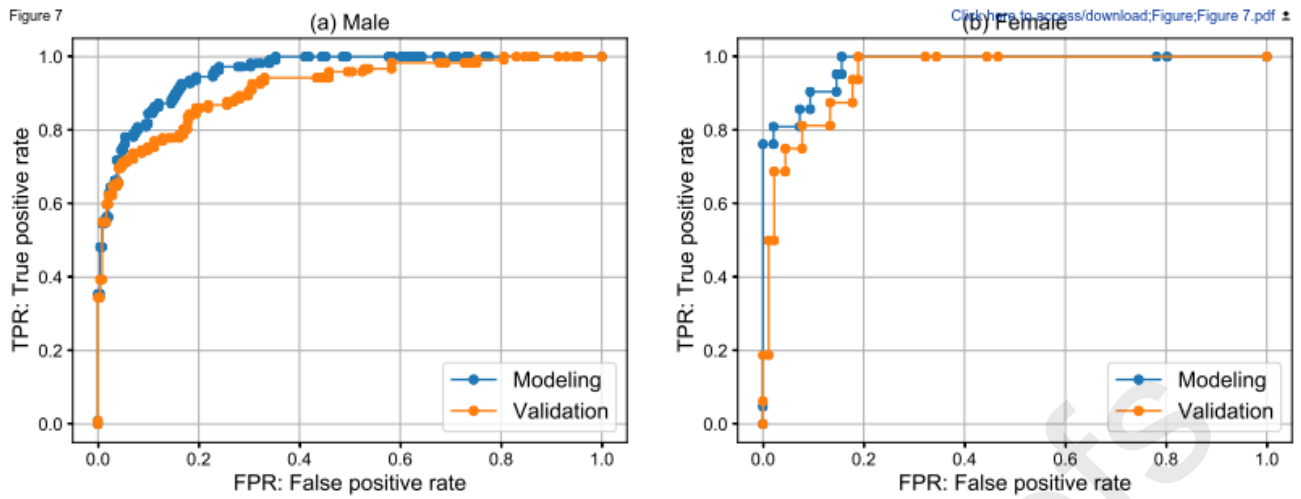 Figure 7
Click here to access/download;Figure;Figure 7.pdf
(a) Male
(b) Female
TPR: True positive rate
1.0
0.8
0.6
0.4
0.2
0.0
Modeling
Validation
0.0 0.2 0.4 0.6 0.8 1.0
FPR: False positive rate
TPR: True positive rate
1.0
0.8
0.6
0.4
0.2
0.0
Modeling
Validation
0.0 0.2 0.4 0.6 0.8 1.0
FPR: False positive rate